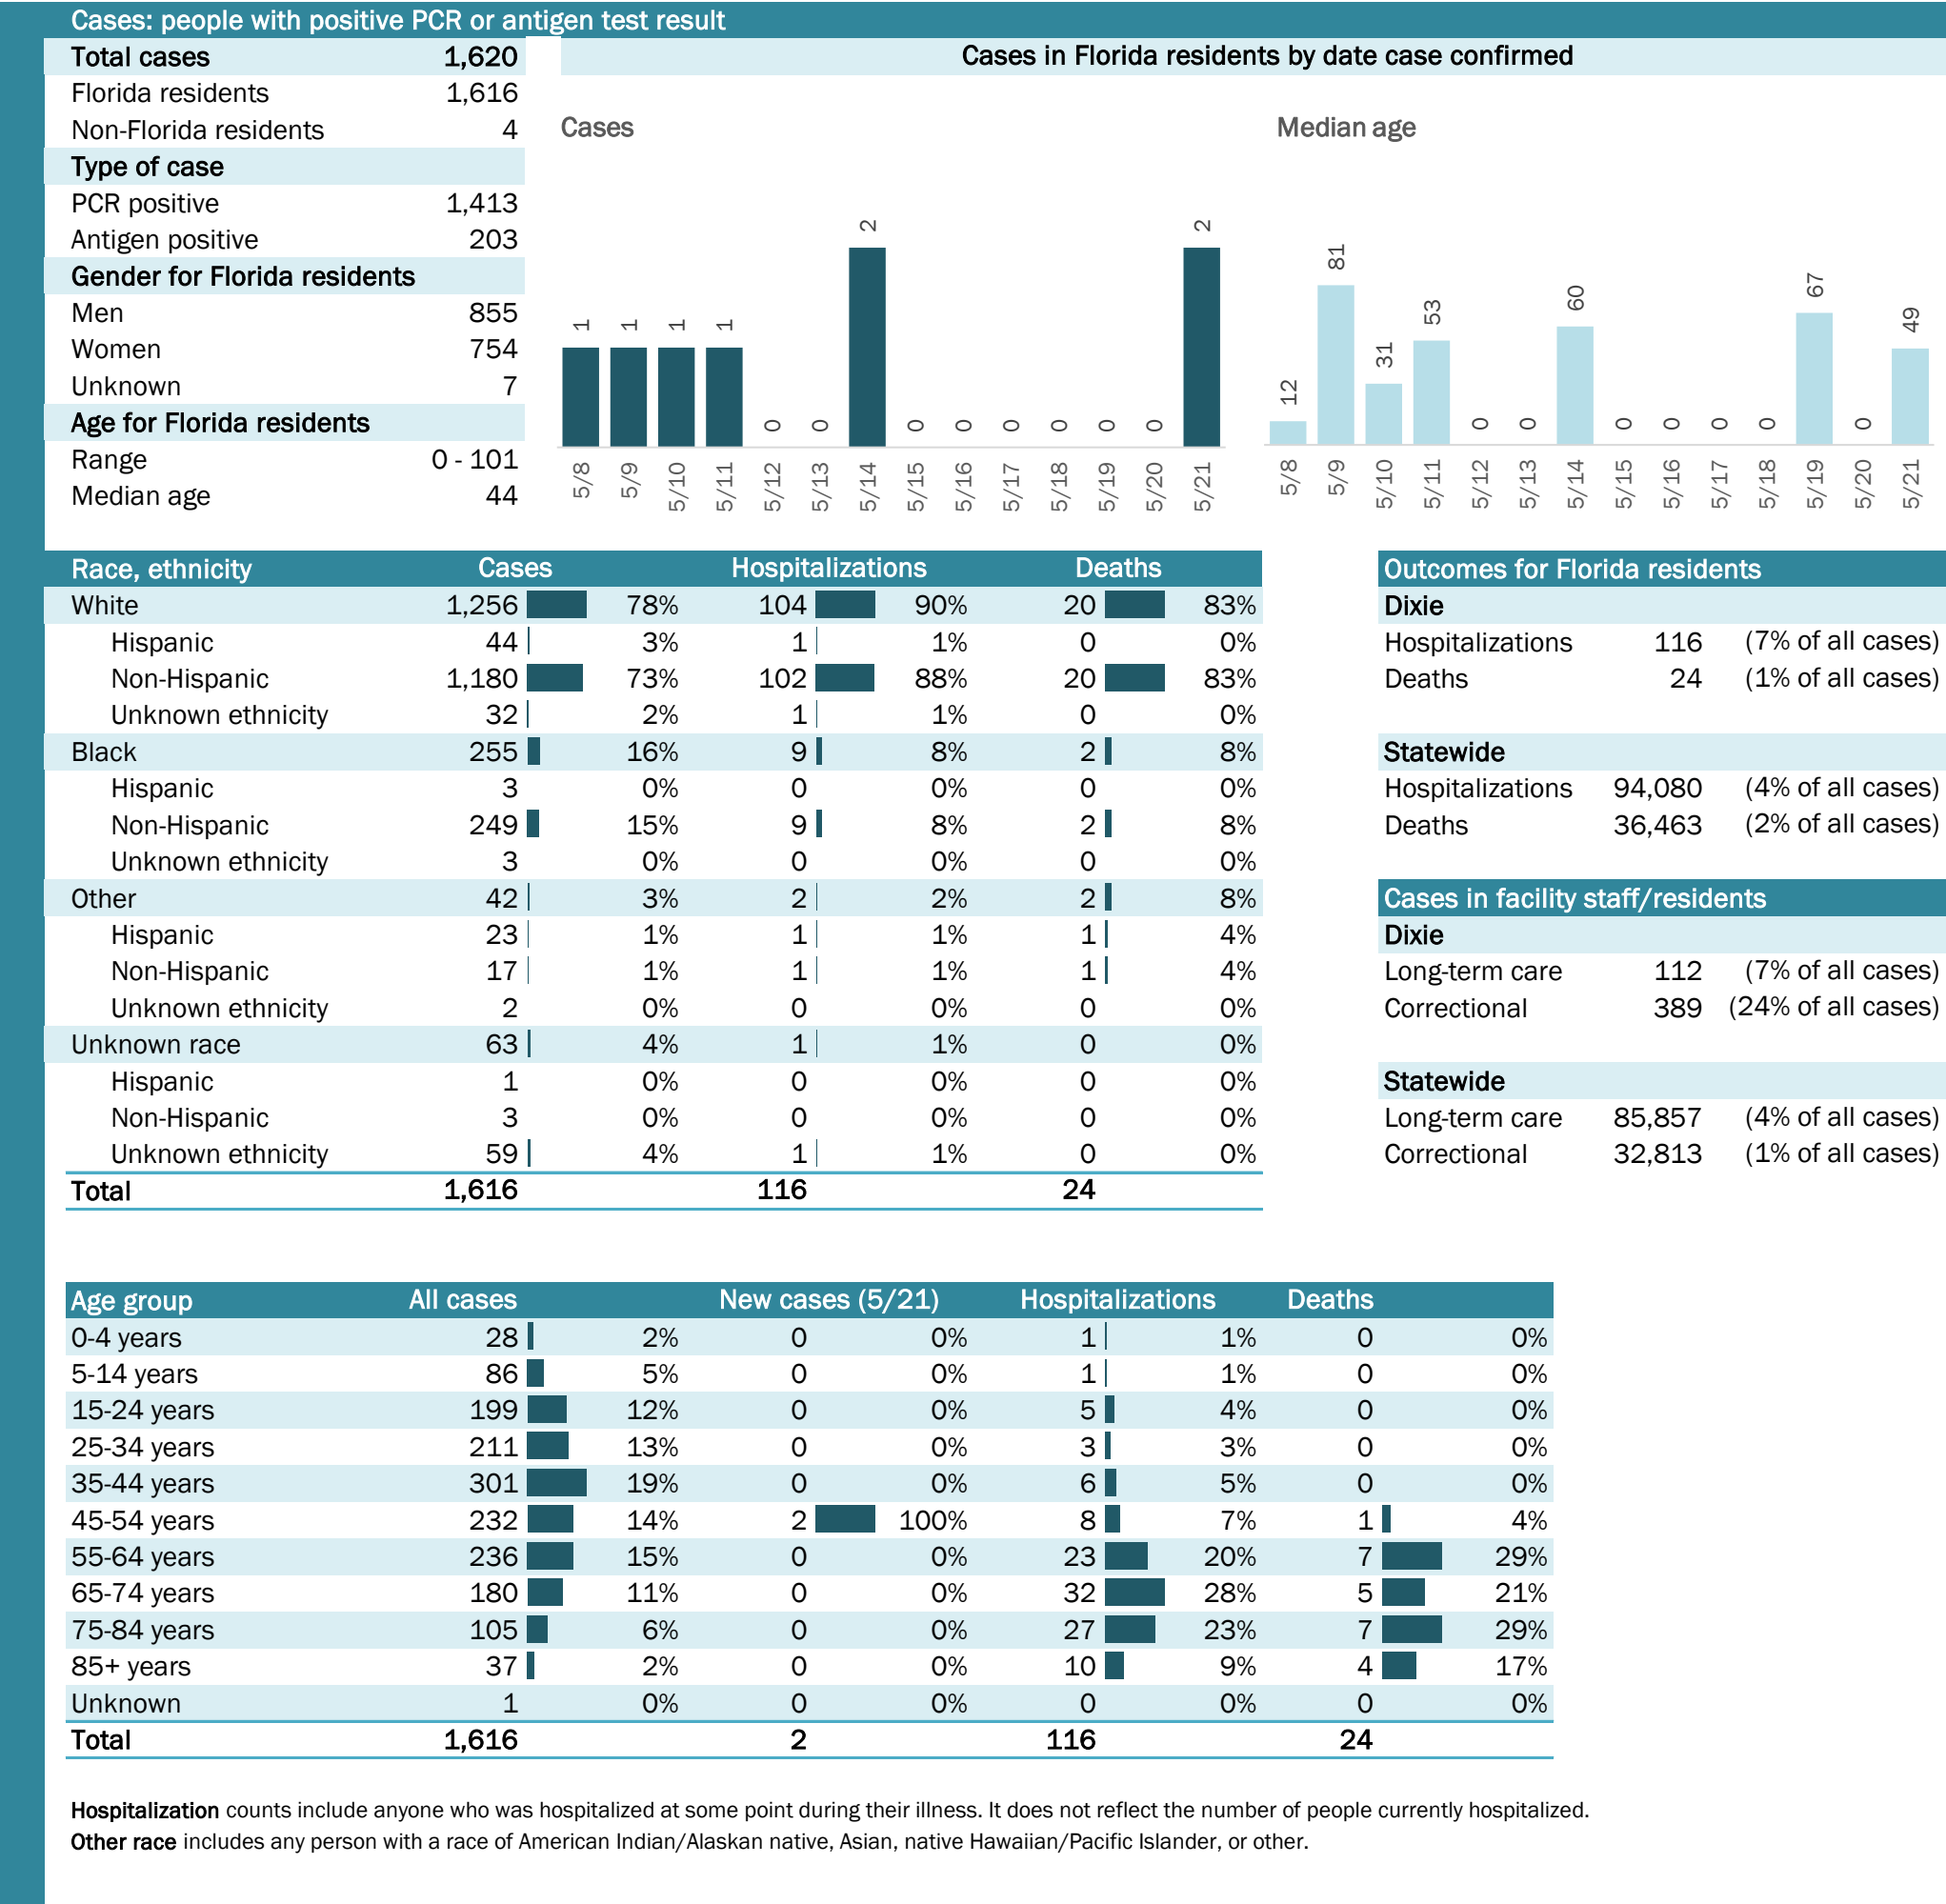 Cases: people with positive PCR or antigen test result
Total cases 1,620
Florida residents 1,616
Non-Florida residents 4
Type of case
PCR positive 1,413
Antigen positive 203
Gender for Florida residents
Men 855
Women 754
Unknown 7
Age for Florida residents
Range 0 - 101
Median age 44
Cases in Florida residents by date case confirmed
Cases
1 1 1 1 0 0 2 0 0 0 0 0 0 2
5/8 5/9 5/10 5/11 5/12 5/13 5/14 5/15 5/16 5/17 5/18 5/19 5/20 5/21
Median age
12 81 31 53 0 0 60 0 0 0 0 67 0 49
5/8 5/9 5/10 5/11 5/12 5/13 5/14 5/15 5/16 5/17 5/18 5/19 5/20 5/21
Race, ethnicity Cases Hospitalizations Deaths
White 1,256 78% 104 90% 20 83%
Hispanic 44 3% 1 1% 0 0%
Non-Hispanic 1,180 73% 102 88% 20 83%
Unknown ethnicity 32 2% 1 1% 0 0%
Black 255 16% 9 8% 2 8%
Hispanic 3 0% 0 0% 0 0%
Non-Hispanic 249 15% 9 8% 2 8%
Unknown ethnicity 3 0% 0 0% 0 0%
Other 42 3% 2 2% 2 8%
Hispanic 23 1% 1 1% 1 4%
Non-Hispanic 17 1% 1 1% 1 4%
Unknown ethnicity 2 0% 0 0% 0 0%
Unknown race 63 4% 1 1% 0 0%
Hispanic 1 0% 0 0% 0 0%
Non-Hispanic 3 0% 0 0% 0 0%
Unknown ethnicity 59 4% 1 1% 0 0%
Total 1,616 116 24
Outcomes for Florida residents
Dixie
Hospitalizations 116 (7% of all cases)
Deaths 24 (1% of all cases)
Statewide
Hospitalizations 94,080 (4% of all cases)
Deaths 36,463 (2% of all cases)
Cases in facility staff/residents
Dixie
Long-term care 112 (7% of all cases)
Correctional 389 (24% of all cases)
Statewide
Long-term care 85,857 (4% of all cases)
Correctional 32,813 (1% of all cases)
Age group All cases New cases (5/21) Hospitalizations Deaths
0-4 years 28 2% 0 0% 1 1% 0 0%
5-14 years 86 5% 0 0% 1 1% 0 0%
15-24 years 199 12% 0 0% 5 4% 0 0%
25-34 years 211 13% 0 0% 3 3% 0 0%
35-44 years 301 19% 0 0% 6 5% 0 0%
45-54 years 232 14% 2 100% 8 7% 1 4%
55-64 years 236 15% 0 0% 23 20% 7 29%
65-74 years 180 11% 0 0% 32 28% 5 21%
75-84 years 105 6% 0 0% 27 23% 7 29%
85+ years 37 2% 0 0% 10 9% 4 17%
Unknown 1 0% 0 0% 0 0% 0 0%
Total 1,616 2 116 24
Hospitalization counts include anyone who was hospitalized at some point during their illness. It does not reflect the number of people currently hospitalized.
Other race includes any person with a race of American Indian/Alaskan native, Asian, native Hawaiian/Pacific Islander, or other.